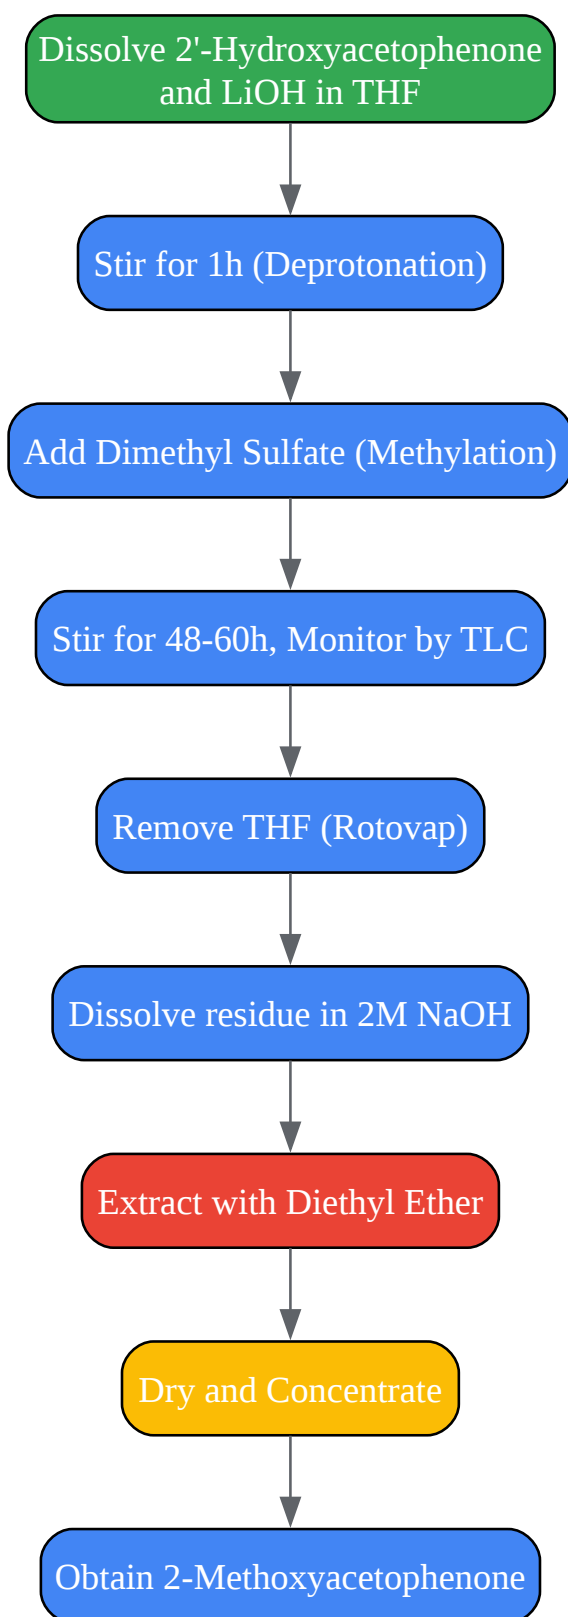 Dissolve 2'-Hydroxyacetophenone
and LiOH in THF
Stir for 1h (Deprotonation)
Add Dimethyl Sulfate (Methylation)
Stir for 48-60h, Monitor by TLC
Remove THF (Rotovap)
Dissolve residue in 2M NaOH
Extract with Diethyl Ether
Dry and Concentrate
Obtain 2-Methoxyacetophenone